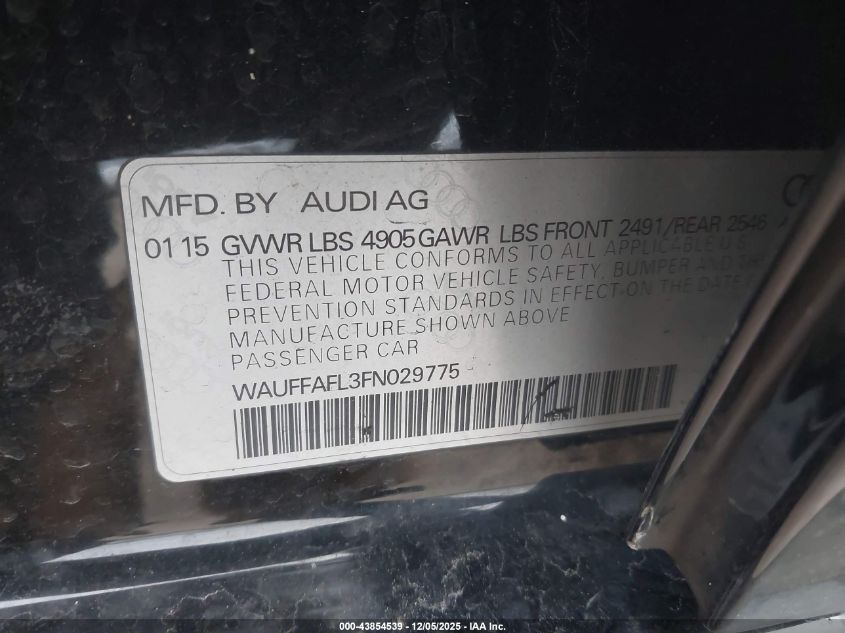 MFD. BY AUDI AG
01 15 GVWR LBS 4905 GAWR LBS FRONT 2491/REAR 2546
THIS VEHICLE CONFORMS TO ALL APPLICABLE U S
FEDERAL MOTOR VEHICLE SAFETY, BUMPER AND
PREVENTION STANDARDS IN EFFECT ON THE DATE
MANUFACTURE SHOWN ABOVE
PASSENGER CAR
WAUFFAFL3FN029775
000-43854539 - 12/05/2025 - IAA Inc.